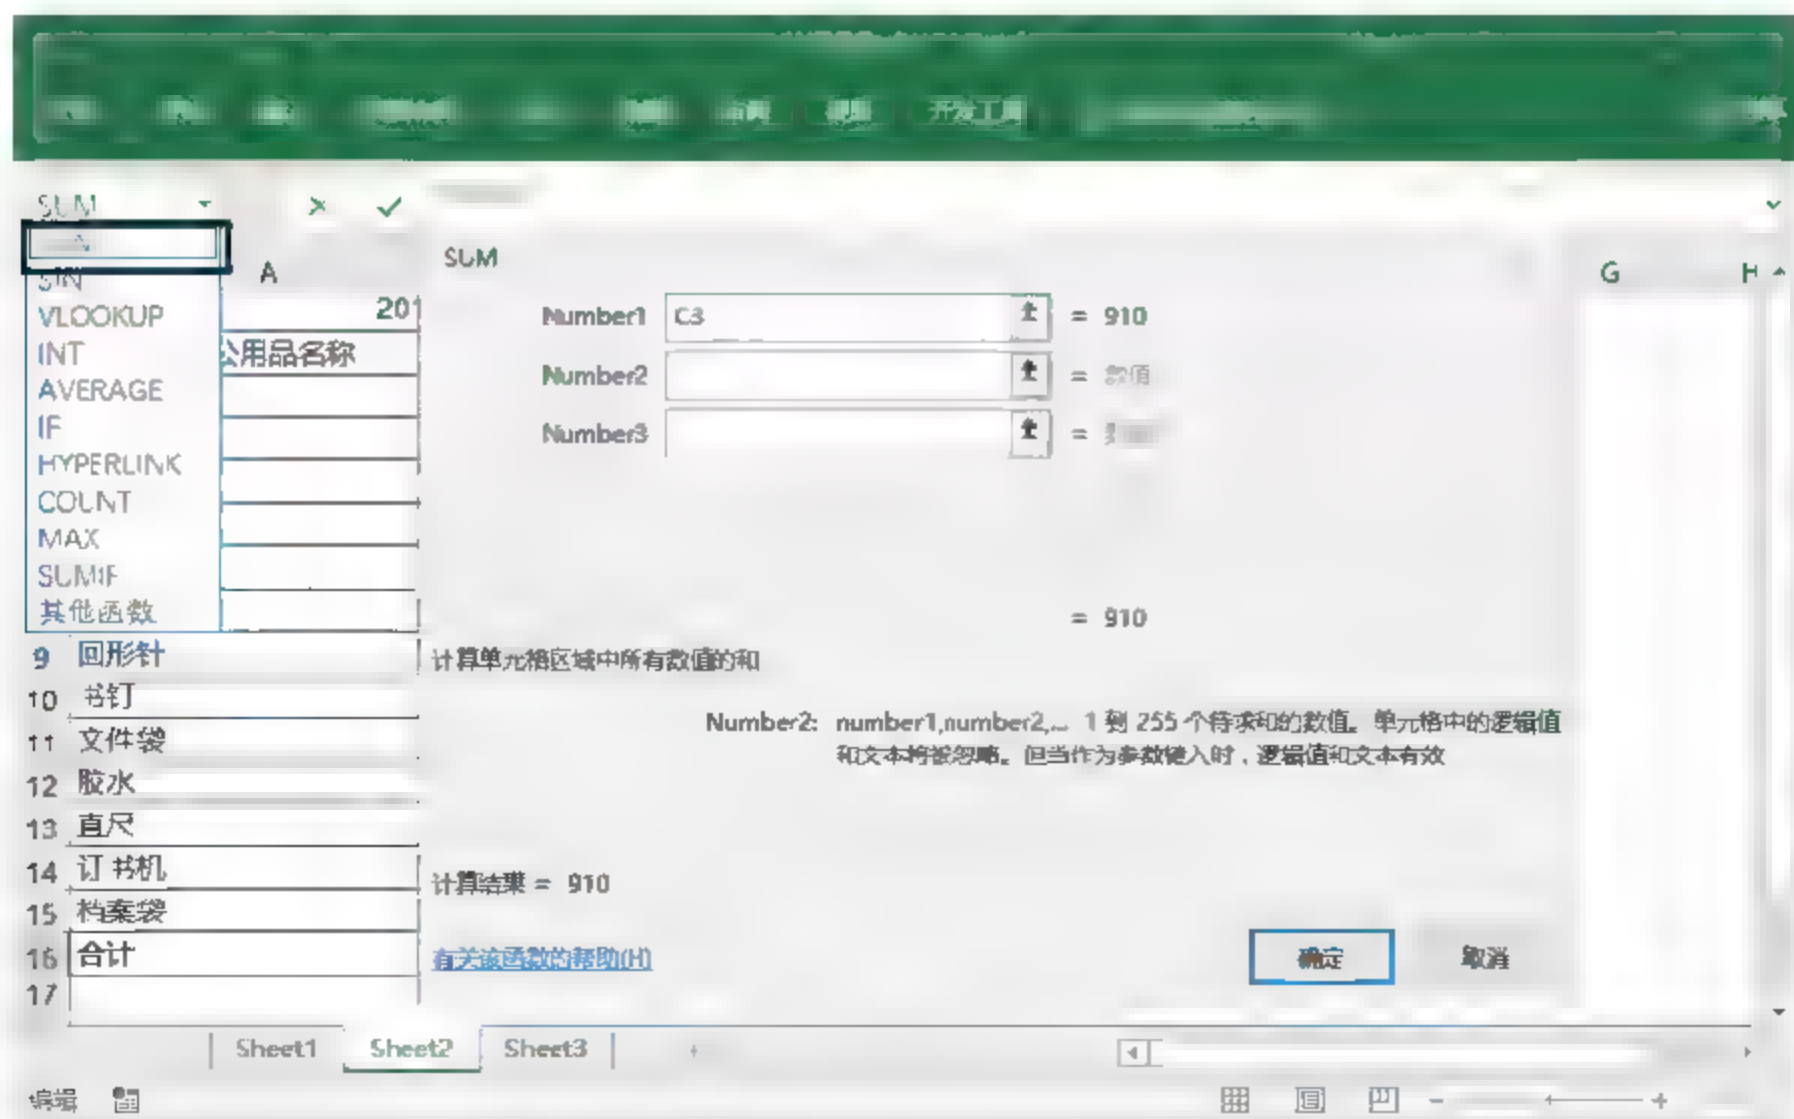 SUM
SIN
VLOOKUP
INT
AVERAGE
IF
HYPERLINK
COUNT
MAX
SUMIF
其他函数
A
G
H
201
公用品名称
9 回形针
10 书钉
11 文件袋
12 胶水
13 直尺
14 订书机
15 档案袋
16 合计
17
SUM
Number1 C3 = 910
Number2 = 数值
Number3 =
= 910
计算单元格区域中所有数值的和
Number2: number1,number2,... 1 到 255 个待求和的数值。单元格中的逻辑值
和文本将被忽略。但当作为参数键入时,逻辑值和文本有效
计算结果 = 910
有关该函数的帮助(H)
确定
取消
Sheet1 Sheet2 Sheet3
编辑